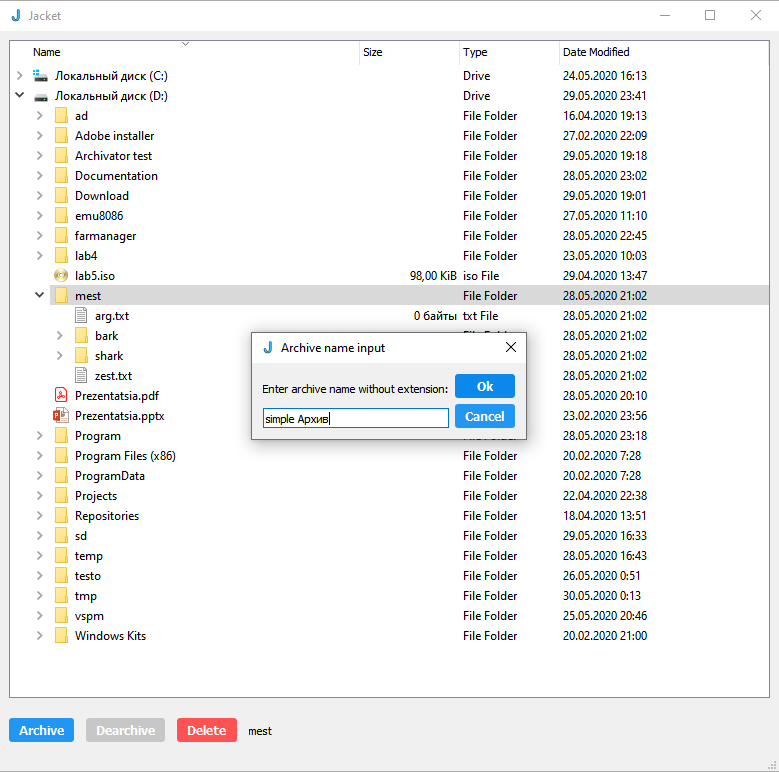 Jacket
Name Size Type Date Modified
Локальный диск (C:) Drive 24.05.2020 16:13
Локальный диск (D:) Drive 29.05.2020 23:41
ad File Folder 16.04.2020 19:13
Adobe installer File Folder 27.02.2020 22:09
Archivator test File Folder 29.05.2020 19:18
Documentation File Folder 28.05.2020 23:02
Download File Folder 29.05.2020 19:01
emu8086 File Folder 27.05.2020 11:10
farmanager File Folder 28.05.2020 22:45
lab4 File Folder 23.05.2020 10:03
lab5.iso 98,00 KiB iso File 29.04.2020 13:47
mest File Folder 28.05.2020 21:02
arg.txt 0 байты txt File 28.05.2020 21:02
bark 28.05.2020 21:02
shark 28.05.2020 21:02
zest.txt 28.05.2020 21:02
Prezentatsia.pdf 28.05.2020 20:10
Prezentatsia.pptx 23.02.2020 23:56
Program File Folder 28.05.2020 23:18
Program Files (x86) File Folder 20.02.2020 7:28
ProgramData File Folder 20.02.2020 7:28
Projects File Folder 22.04.2020 22:38
Repositories File Folder 18.04.2020 13:51
sd File Folder 29.05.2020 16:33
temp File Folder 28.05.2020 16:43
testo File Folder 26.05.2020 0:51
tmp File Folder 30.05.2020 0:13
vspm File Folder 25.05.2020 20:46
Windows Kits File Folder 20.02.2020 21:00
Archive name input
Enter archive name without extension: Ok
simple Архив Cancel
Archive Dearchive Delete mest